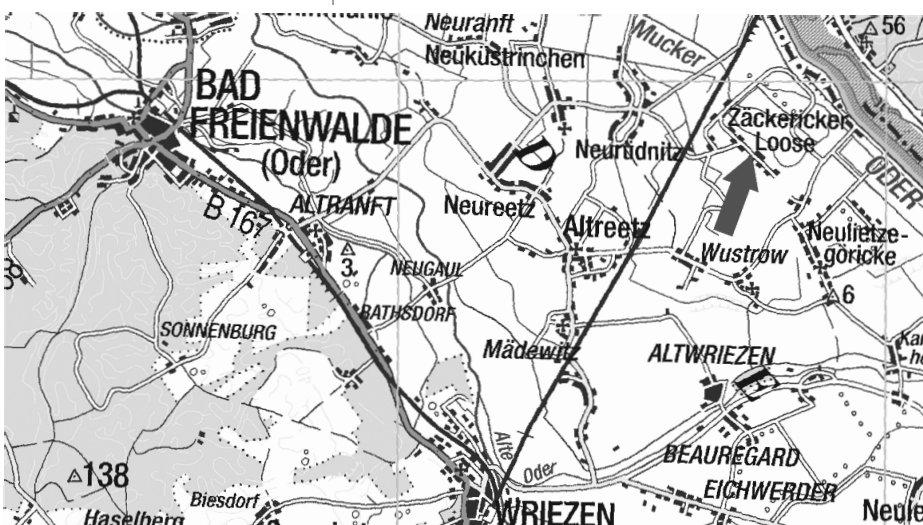 Neuranft
Neuküstrinchen
Mucker
56
BAD
FREIENWALDE
(Oder)
Zäckericker
Loose
Neurüdnitz
ODER
B 167
ALTRANFT
Neureetz
Altreetz
Neulietze-
göricke
Wustrow
3
NEUGAUL
6
RATHSDORF
SONNENBURG
Mädewitz
ALTWRIEZEN
Alte
Oder
BEAUREGARD
138
EICHWERDER
Biesdorf
Haselberg
WRIEZEN